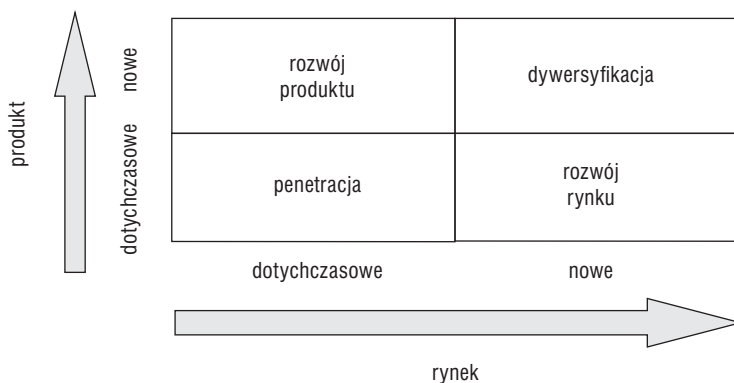 produkt
nowe
dotychczasowe
rozwój
produktu
dywersyfikacja
penetracja
rozwój
rynku
dotychczasowe
nowe
rynek